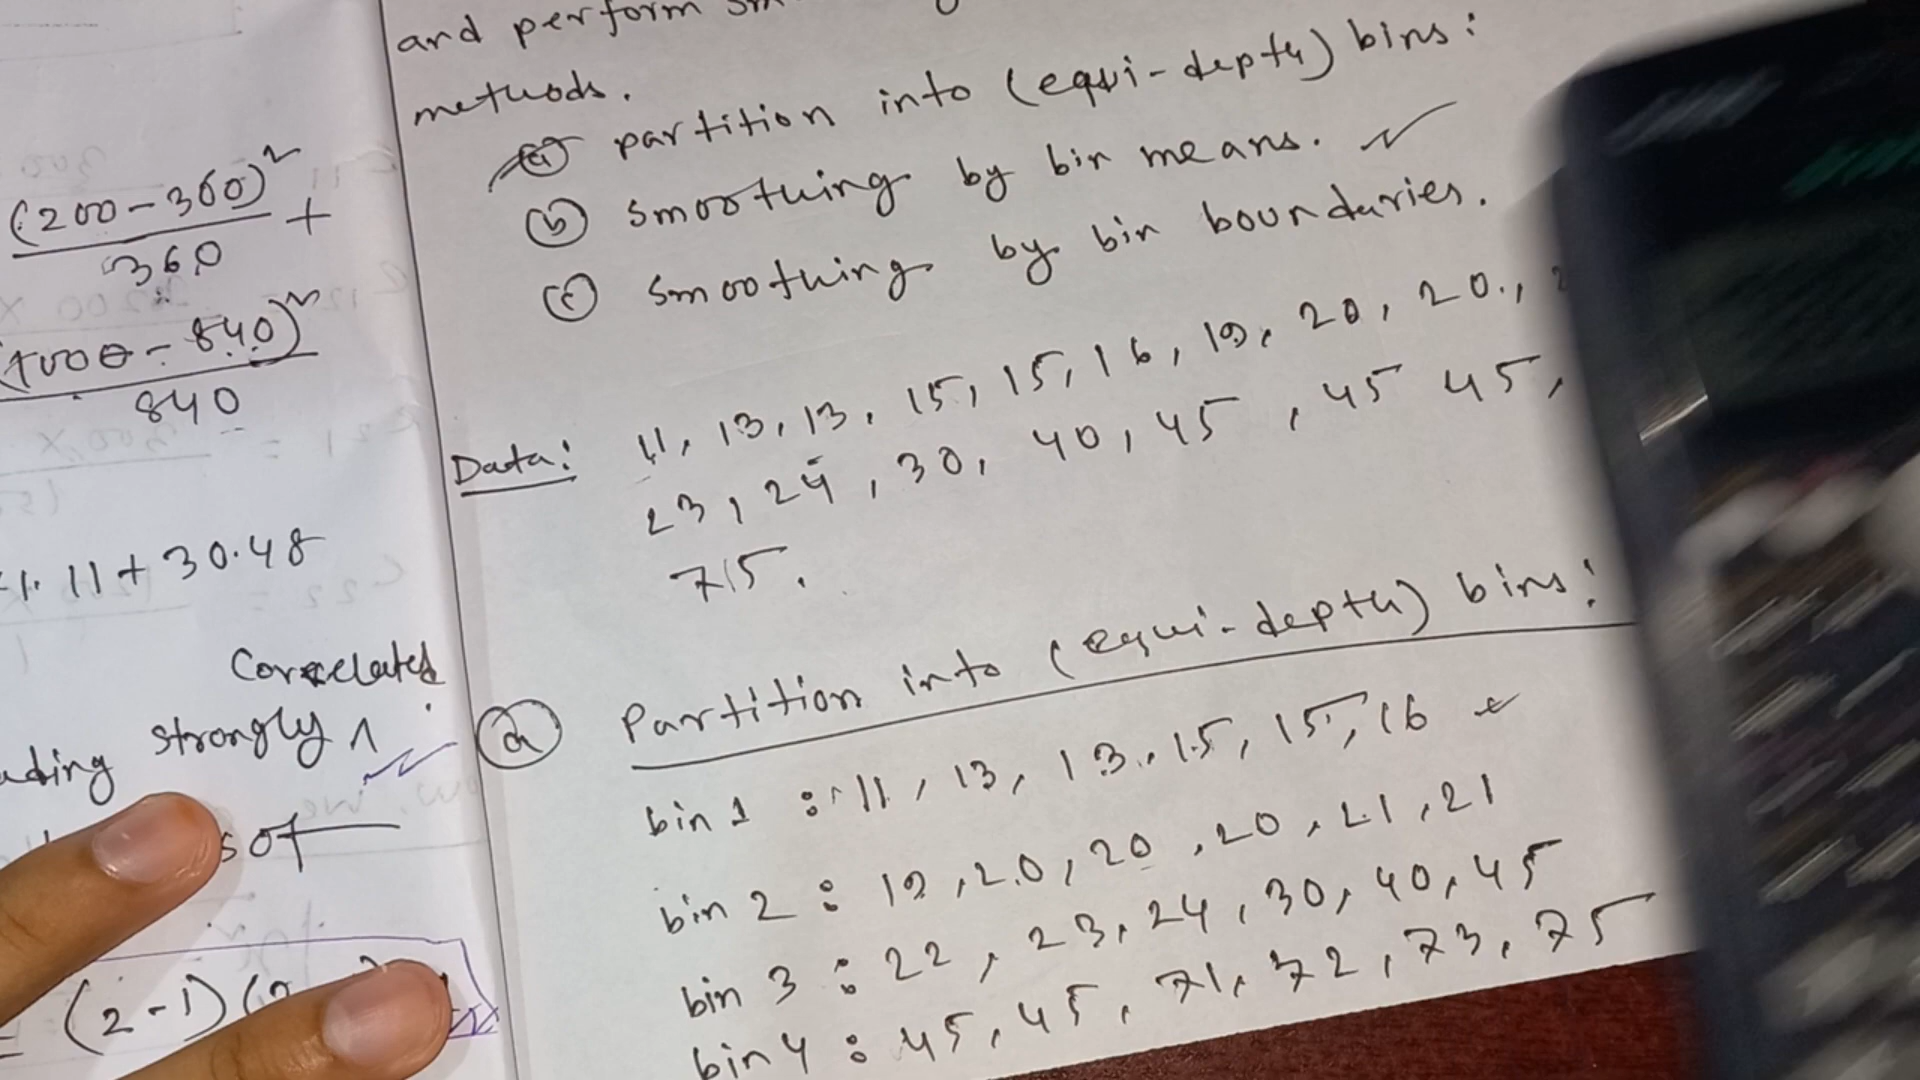 (200-360)²
360
+
- 840)²
840
11 + 30.48
Correlated
strongly
= (2-1)(
and perform
methods.
(a) partition into (equi-depth) bins:
(b) smoothing by bin means.
(c) smoothing by bin boundaries.
Data: 11, 13, 13, 15, 15, 16, 19, 20, 20,
23, 24, 30, 40, 45, 45 45,
75.
(a) Partition into (equi-depth) bins:
bin 1 : 11, 13, 13, 15, 15, 16
bin 2 : 19, 20, 20, 20, 21, 21
bin 3 : 22, 23, 24, 30, 40, 45
bin 4 : 45, 45, 71, 72, 73, 75